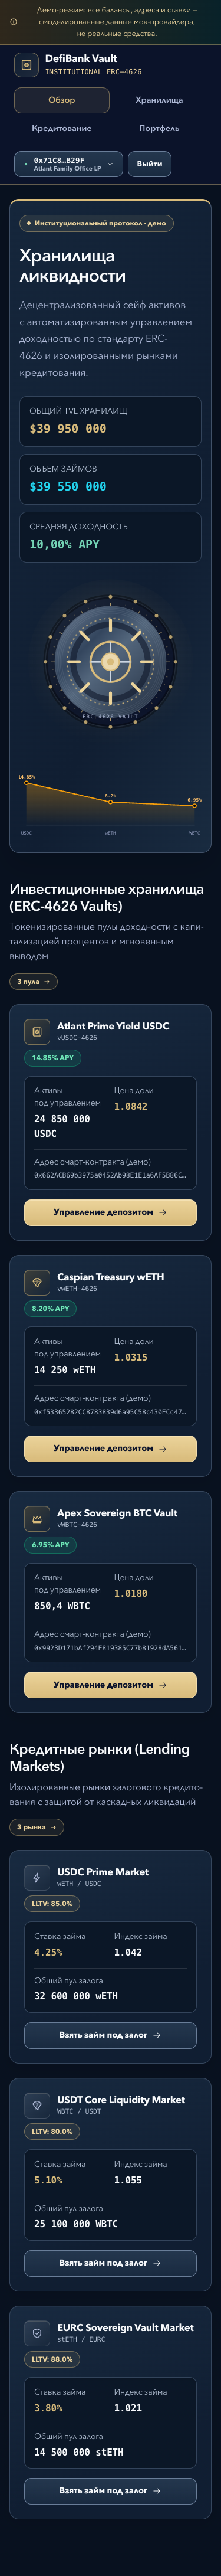 Демо-режим: все балансы, адреса и ставки –
смоделированные данные мок-провайдера,
не реальные средства.
DefiBank Vault
INSTITUTIONAL ERC-4626
Обзор
Хранилища
Кредитование
Портфель
0x71C8…B29F
Atlant Family Office LP
Выйти
Институциональный протокол · демо
Хранилища
ликвидности
Децентрализованный сейф активов
с автоматизированным управлением
доходностью по стандарту ERC-
4626 и изолированными рынками
кредитования.
ОБЩИЙ TVL ХРАНИЛИЩ
$39 950 000
ОБЪЕМ ЗАЙМОВ
$39 550 000
СРЕДНЯЯ ДОХОДНОСТЬ
10,00% APY
ERC-4626 VAULT
14.85%
8.2%
6.95%
USDC
wETH
WBTC
Инвестиционные хранилища
(ERC-4626 Vaults)
Токенизированные пулы доходности с капи-
тализацией процентов и мгновенным
выводом
3 пула →
Atlant Prime Yield USDC
vUSDC-4626
14.85% APY
Активы
под управлением
24 850 000
USDC
Цена доли
1.0842
Адрес смарт-контракта (демо)
0x662ACB69b3975a0452Ab98E1E1a6AF5B86C…
Управление депозитом →
Caspian Treasury wETH
vwETH-4626
8.20% APY
Активы
под управлением
14 250 wETH
Цена доли
1.0315
Адрес смарт-контракта (демо)
0xf53365282CC8783839d6a95C58c430ECc47…
Управление депозитом →
Apex Sovereign BTC Vault
vWBTC-4626
6.95% APY
Активы
под управлением
850,4 WBTC
Цена доли
1.0180
Адрес смарт-контракта (демо)
0x9923D171bAf294E819385C77b81928dA561…
Управление депозитом →
Кредитные рынки (Lending
Markets)
Изолированные рынки залогового кредито-
вания с защитой от каскадных ликвидаций
3 рынка →
USDC Prime Market
wETH / USDC
LLTV: 85.0%
Ставка займа
4.25%
Индекс займа
1.042
Общий пул залога
32 600 000 wETH
Взять займ под залог →
USDT Core Liquidity Market
WBTC / USDT
LLTV: 80.0%
Ставка займа
5.10%
Индекс займа
1.055
Общий пул залога
25 100 000 WBTC
Взять займ под залог →
EURC Sovereign Vault Market
stETH / EURC
LLTV: 88.0%
Ставка займа
3.80%
Индекс займа
1.021
Общий пул залога
14 500 000 stETH
Взять займ под залог →